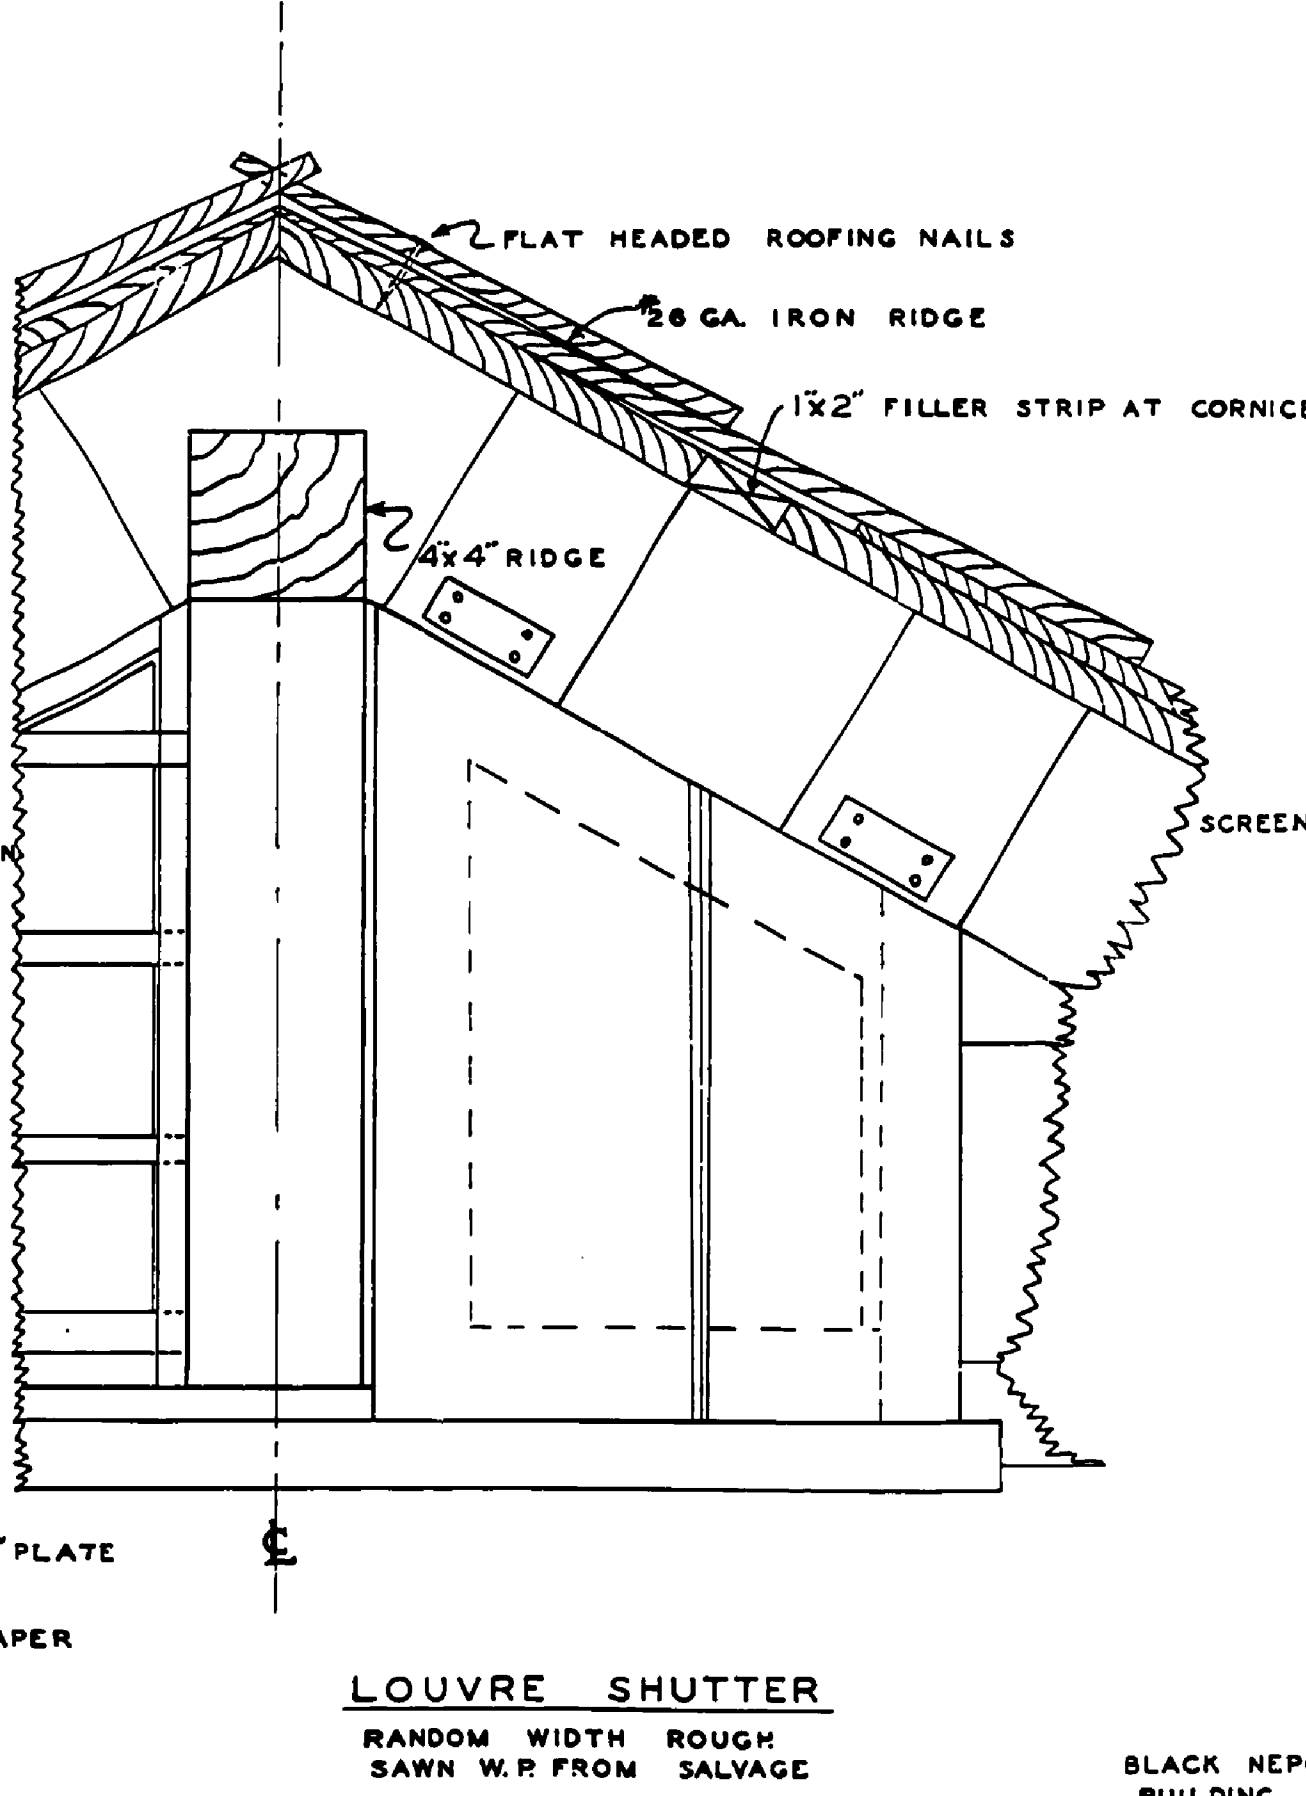 FLAT HEADED ROOFING NAILS
#26 GA. IRON RIDGE
1"x2" FILLER STRIP AT CORNICE
4"x4" RIDGE
SCREEN
PLATE
℄
LOUVRE SHUTTER
RANDOM WIDTH ROUGH
SAWN W.P. FROM SALVAGE
BLACK